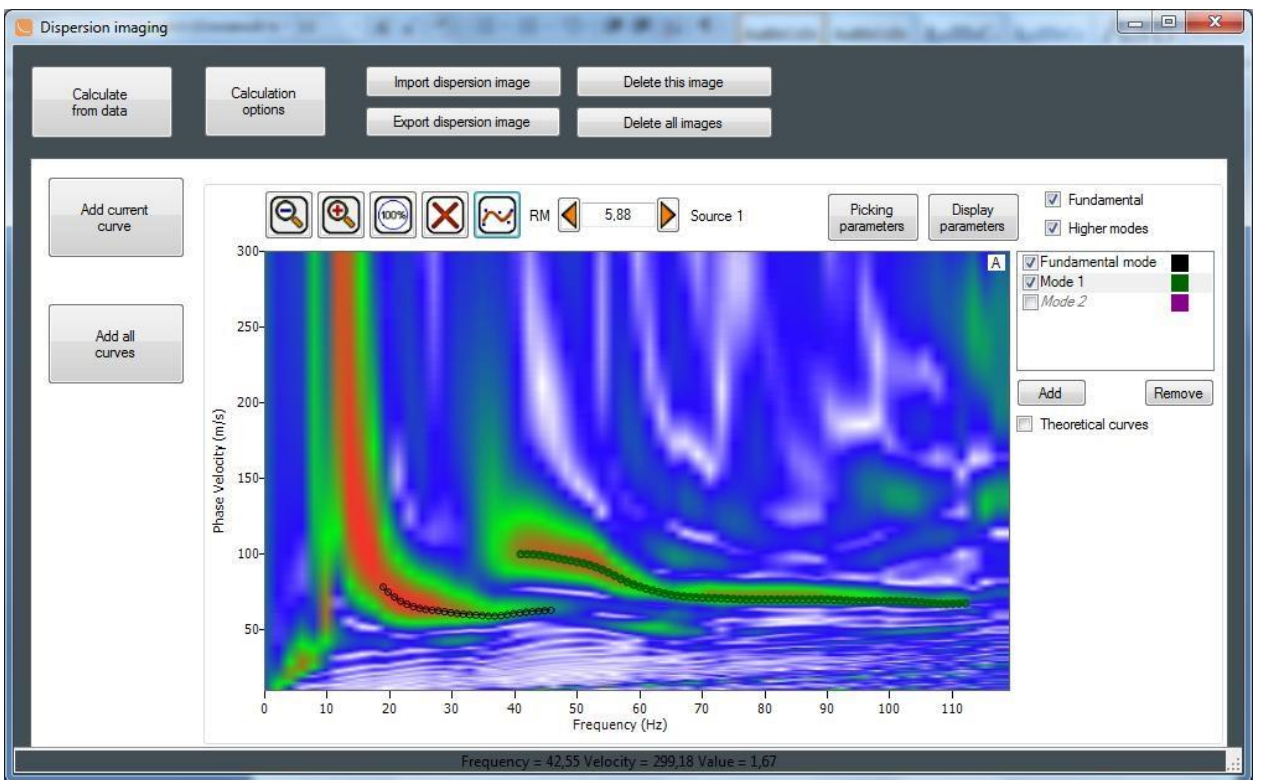 Dispersion imaging
Calculate
from data
Calculation
options
Import dispersion image
Export dispersion image
Delete this image
Delete all images
Add current
curve
Add all
curves
100%
RM
5,88
Source 1
Picking
parameters
Display
parameters
Fundamental
Higher modes
A
Fundamental mode
Mode 1
Mode 2
Add
Remove
Theoretical curves
Phase Velocity (m/s)
300
250
200
150
100
50
0 10 20 30 40 50 60 70 80 90 100 110
Frequency (Hz)
Frequency = 42,55 Velocity = 299,18 Value = 1,67